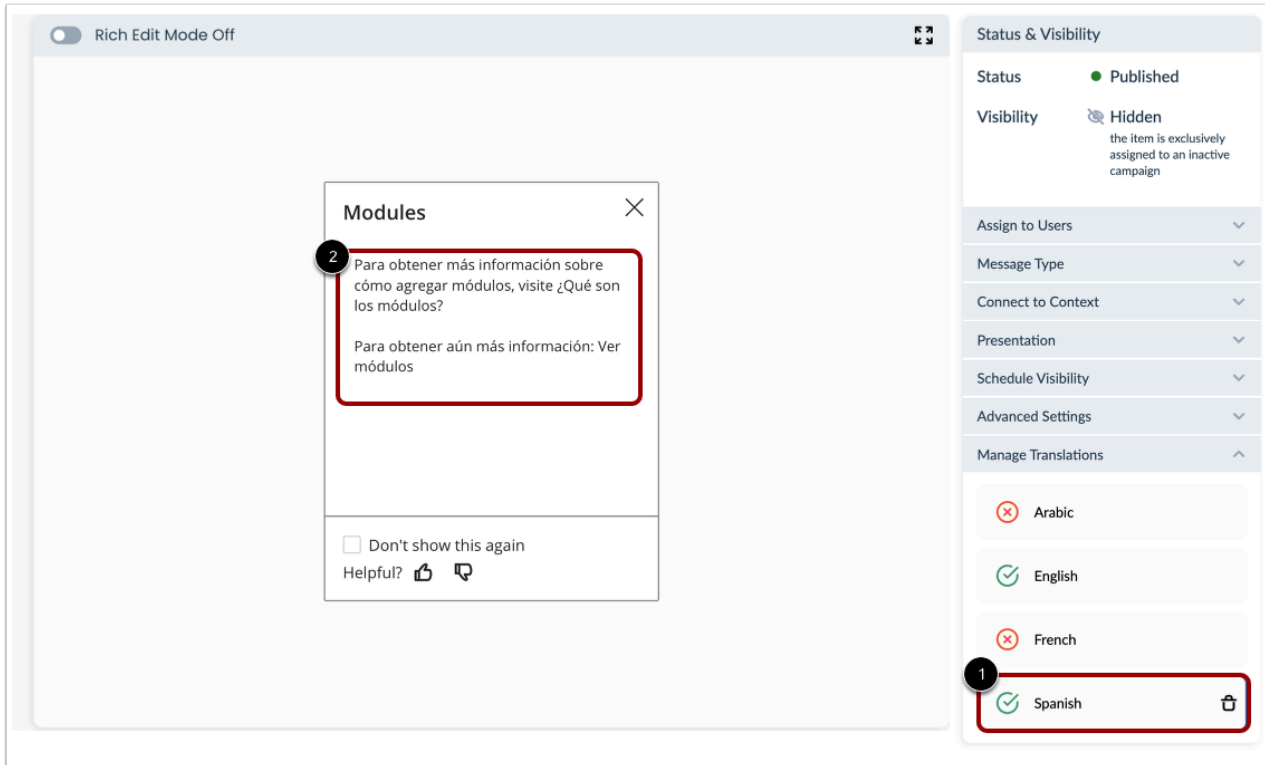 Rich Edit Mode Off
Modules
2
Para obtener más información sobre
cómo agregar módulos, visite ¿Qué son
los módulos?
Para obtener aún más información: Ver
módulos
Don't show this again
Helpful?
Status & Visibility
Status
Published
Visibility
Hidden
the item is exclusively
assigned to an inactive
campaign
Assign to Users
Message Type
Connect to Context
Presentation
Schedule Visibility
Advanced Settings
Manage Translations
Arabic
English
French
1
Spanish